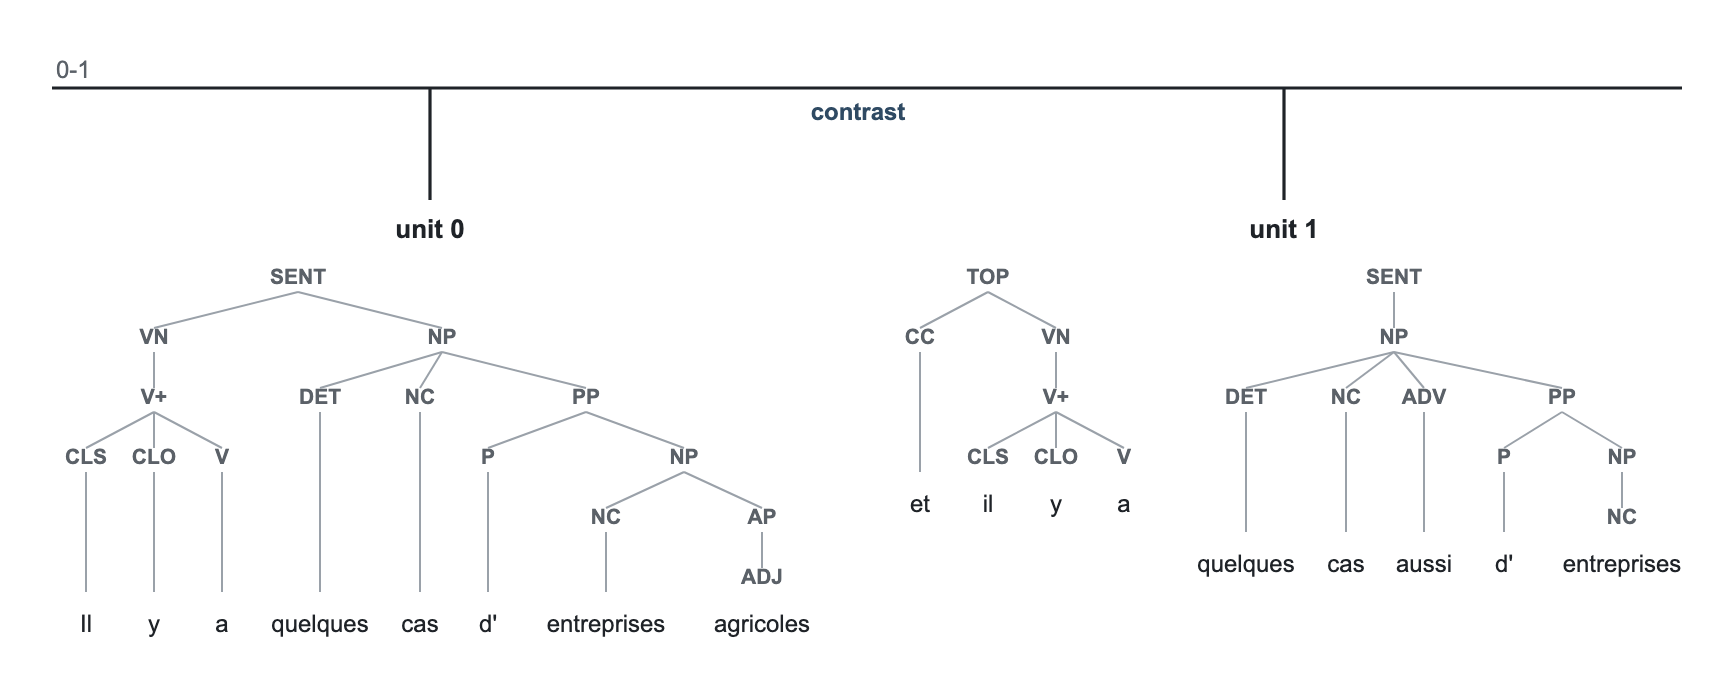 0-1
contrast
unit 0 unit 1
SENT TOP SENT
VN NP CC VN NP
V+ DET NC PP V+ DET NC ADV PP
CLS CLO V P NP CLS CLO V P NP
et il y a
NC AP NC
quelques cas aussi d' entreprises
ADJ
Il y a quelques cas d' entreprises agricoles